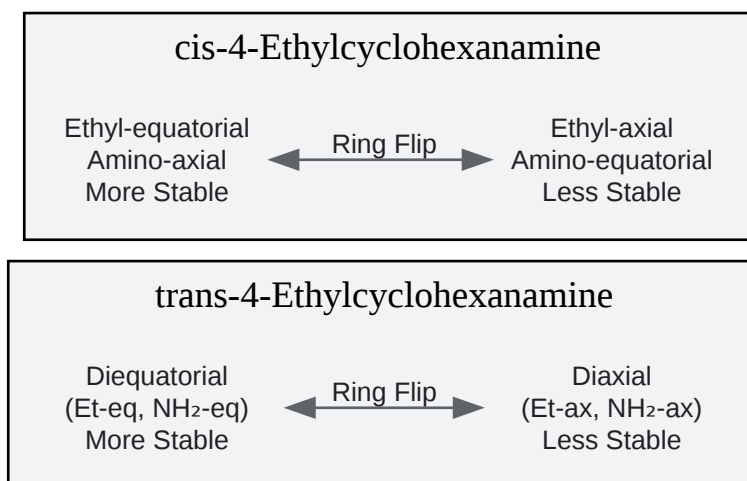 cis-4-Ethylcyclohexanamine
Ethyl-equatorial
Amino-axial
More Stable
Ring Flip
Ethyl-axial
Amino-equatorial
Less Stable
trans-4-Ethylcyclohexanamine
Diequatorial
(Et-eq, NH₂-eq)
More Stable
Ring Flip
Diaxial
(Et-ax, NH₂-ax)
Less Stable